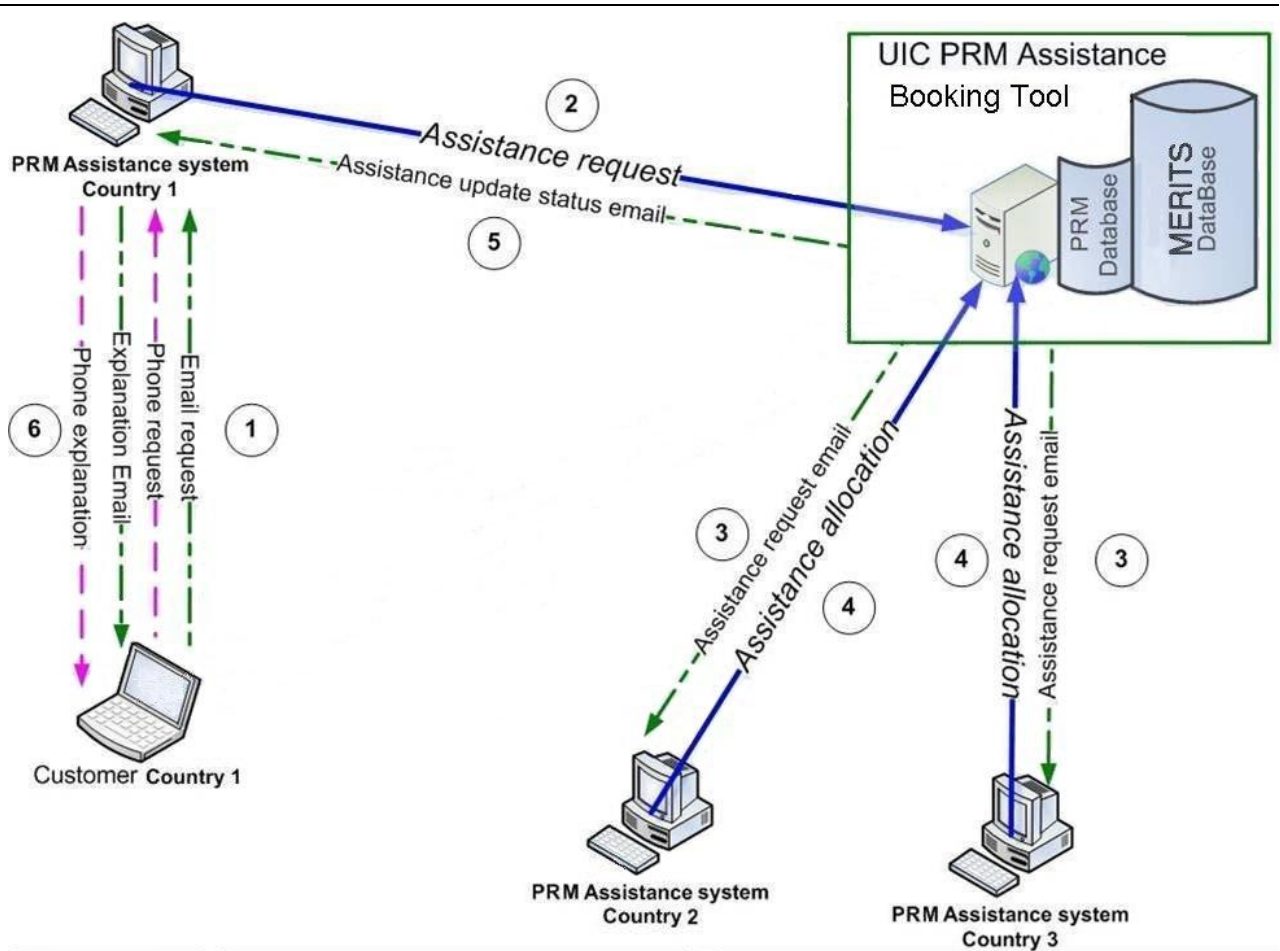 UIC PRM Assistance
Booking Tool
PRM
Database
MERITS
DataBase
2
Assistance request
Assistance update status email
5
PRM Assistance system
Country 1
6
Phone explanation
Explanation Email
Phone request
Email request
1
Customer Country 1
3
Assistance request email
Assistance allocation
4
4
Assistance allocation
Assistance request email
3
PRM Assistance system
Country 2
PRM Assistance system
Country 3